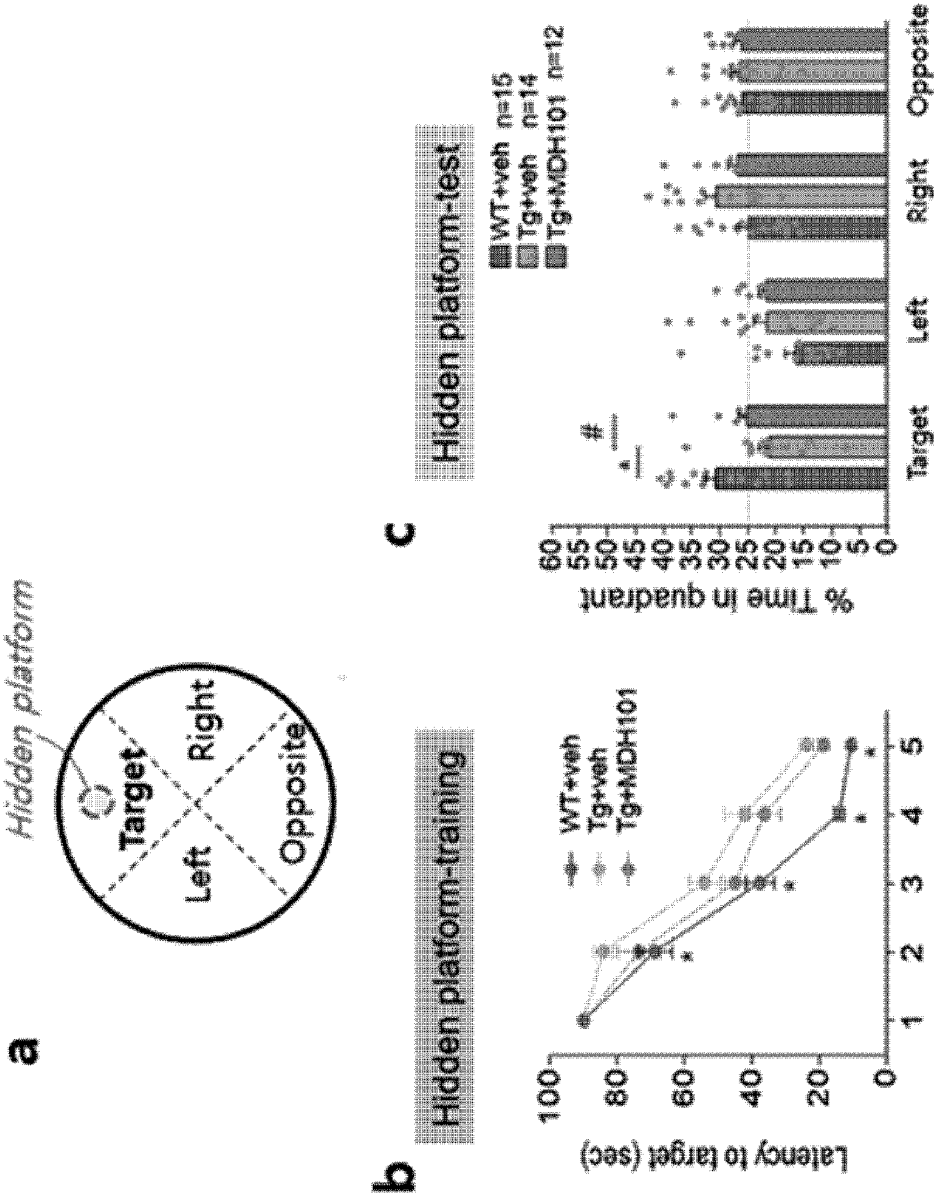 a
Hidden platform
Target
Left
Right
Opposite
b
Hidden platform-training
WT+veh
Tg+veh
Tg+MDH101
Latency to target (sec)
100
80
60
40
20
0
*
*
*
*
1 2 3 4 5
c
Hidden platform-test
WT+veh n=15
Tg+veh n=14
Tg+MDH101 n=12
% Time in quadrant
60
55
50
45
40
35
30
25
20
15
10
5
0
*
#
Target Left Right Opposite